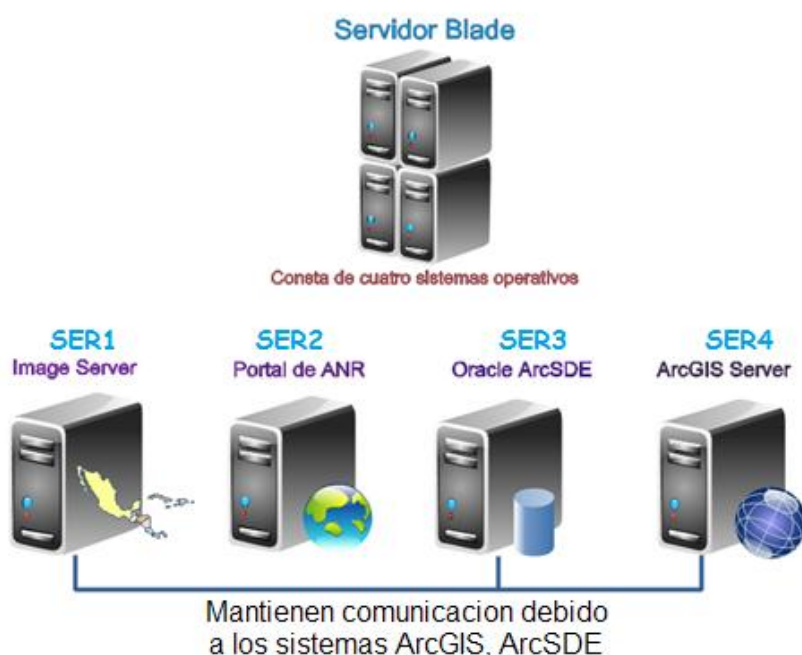 Servidor Blade
Consta de cuatro sistemas operativos
SER1
Image Server
SER2
Portal de ANR
SER3
Oracle ArcSDE
SER4
ArcGIS Server
Mantienen comunicacion debido
a los sistemas ArcGIS, ArcSDE